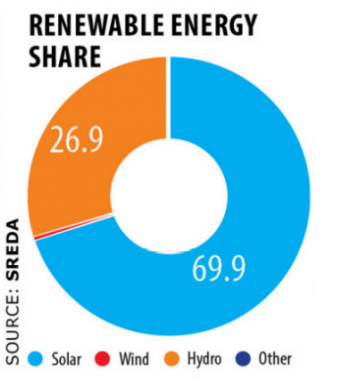 RENEWABLE ENERGY
SHARE
26.9
69.9
SOURCE: SREDA
Solar Wind Hydro Other